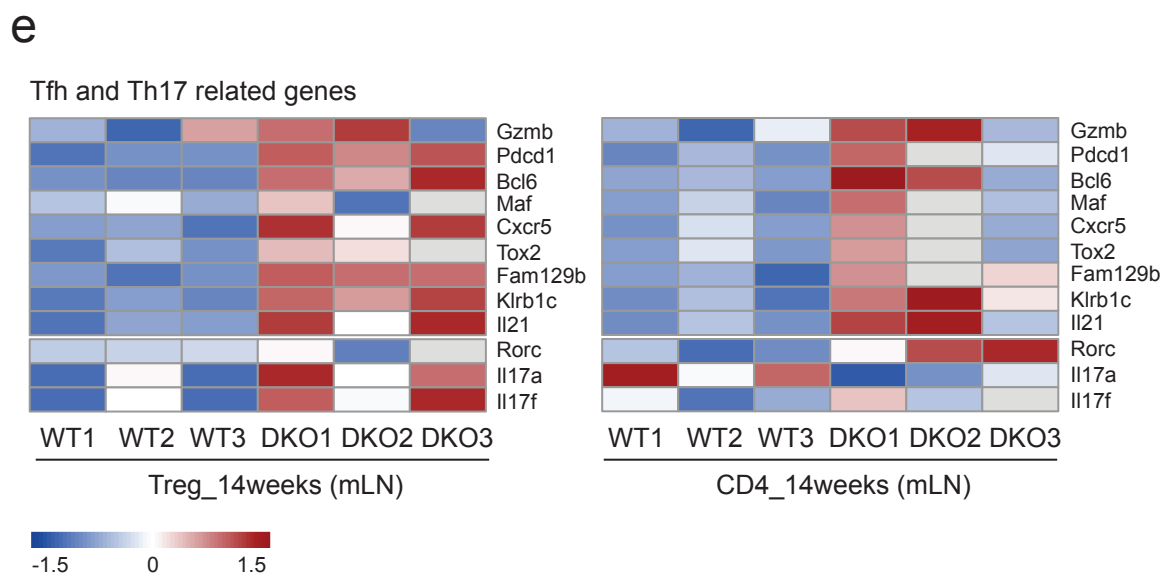 e
Tfh and Th17 related genes
Gzmb
Pdcd1
Bcl6
Maf
Cxcr5
Tox2
Fam129b
Klrb1c
Il21
Rorc
Il17a
Il17f
WT1 WT2 WT3 DKO1 DKO2 DKO3
Treg_14weeks (mLN)
Gzmb
Pdcd1
Bcl6
Maf
Cxcr5
Tox2
Fam129b
Klrb1c
Il21
Rorc
Il17a
Il17f
WT1 WT2 WT3 DKO1 DKO2 DKO3
CD4_14weeks (mLN)
-1.5 0 1.5